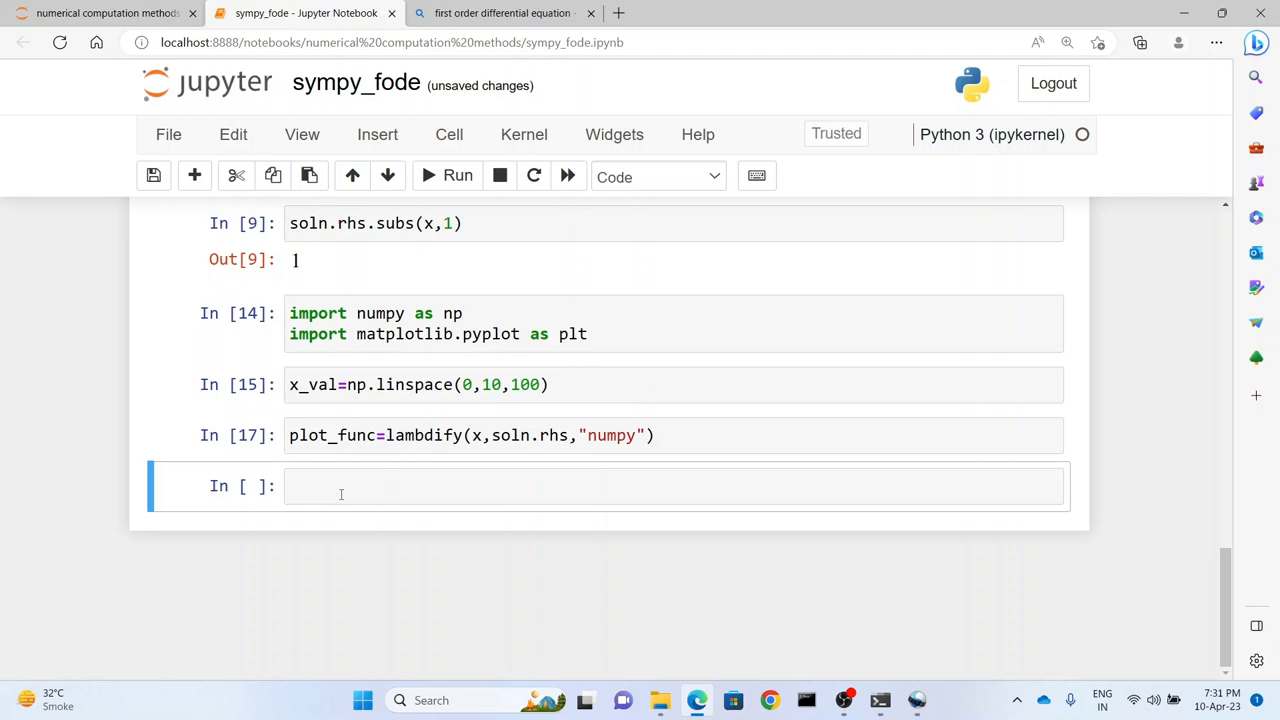 numerical computation methods
sympy_fode - Jupyter Notebook
first order differential equation -
localhost:8888/notebooks/numerical%20computation%20methods/sympy_fode.ipynb
jupyter sympy_fode (unsaved changes)
Logout
File Edit View Insert Cell Kernel Widgets Help Trusted Python 3 (ipykernel)
Run Code
In [9]: soln.rhs.subs(x,1)
Out[9]: 1
In [14]: import numpy as np
import matplotlib.pyplot as plt
In [15]: x_val=np.linspace(0,10,100)
In [17]: plot_func=lambdify(x,soln.rhs,"numpy")
In [ ]:
32°C
Smoke
Search
ENG
IN
7:31 PM
10-Apr-23
1